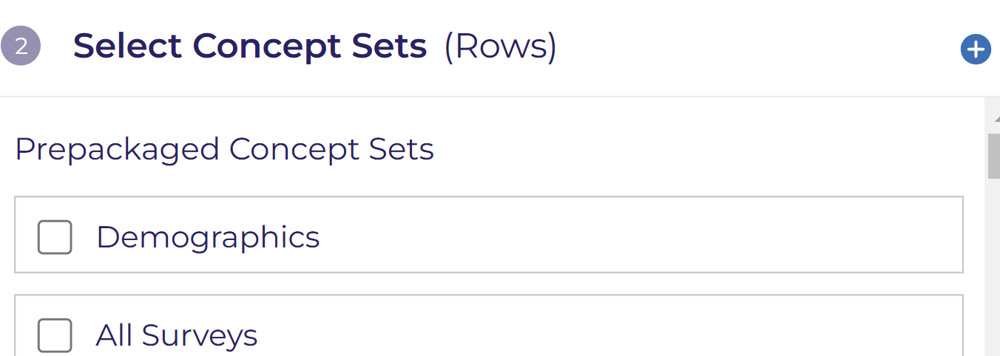 2 Select Concept Sets (Rows)
Prepackaged Concept Sets
Demographics
All Surveys